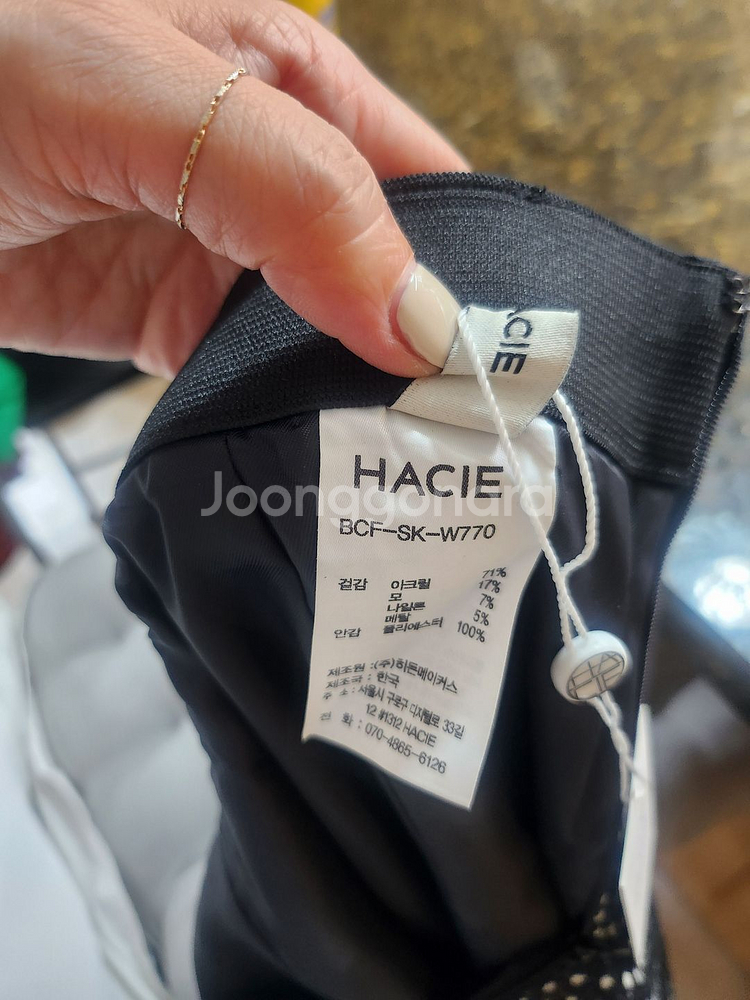 CIE
HACIE
Joonggonara
BCF-SK-W770
겉감 아크릴 71%
모 17%
나일론 7%
메탈 5%
안감 폴리에스터 100%
제조원 : (주)히든메이커스
제조국 : 한국
주 소 : 서울시 구로구 디지털로 33길
12 #1312 HACIE
전 화 : 070-4865-6126